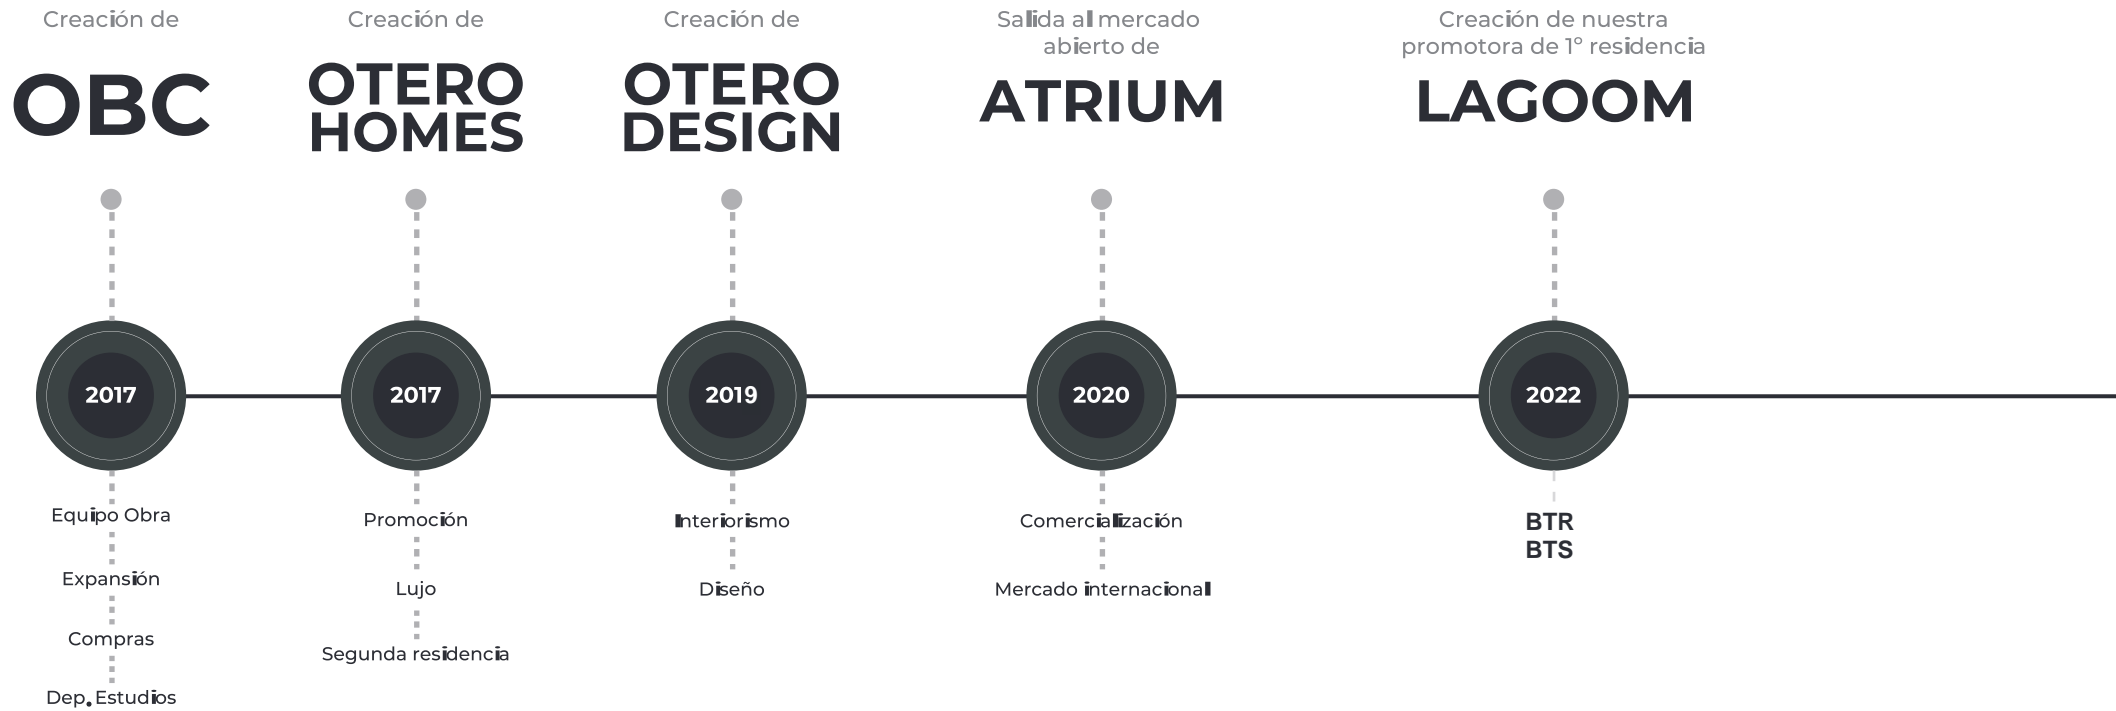 Creación de
OBC
2017
Equipo Obra
Expansión
Compras
Dep. Estudios
Creación de
OTERO
HOMES
2017
Promoción
Lujo
Segunda residencia
Creación de
OTERO
DESIGN
2019
Interiorismo
Diseño
Salida al mercado
abierto de
ATRIUM
2020
Comercialización
Mercado internacional
Creación de nuestra
promotora de 1º residencia
LAGOOM
2022
BTR
BTS